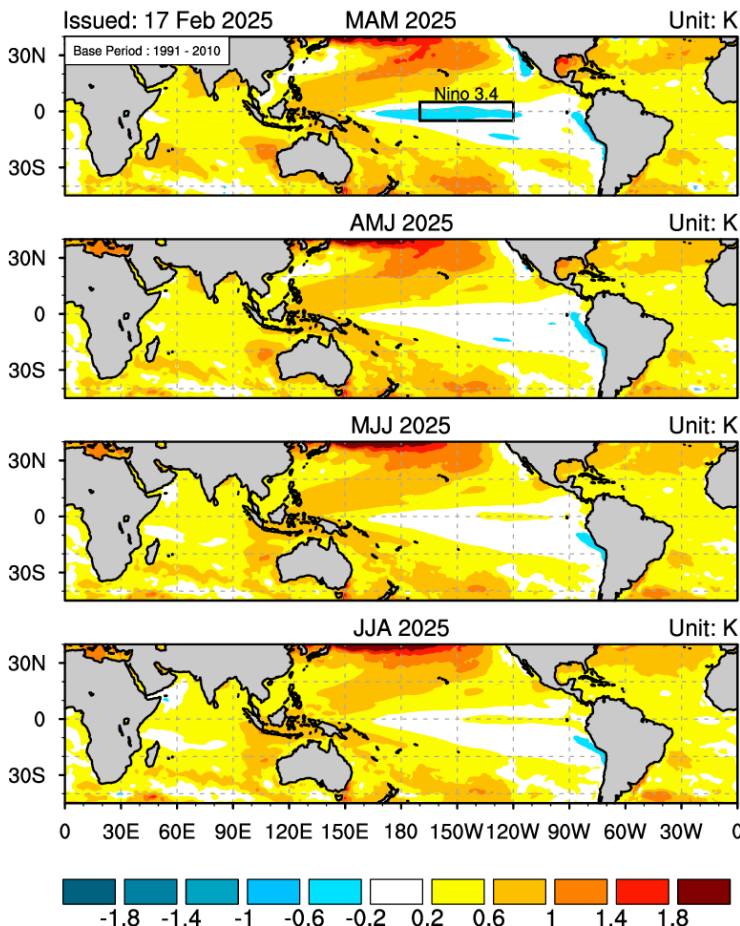 Issued: 17 Feb 2025 MAM 2025 Unit: K
30N
Base Period : 1991 - 2010
Nino 3.4
0
30S
AMJ 2025 Unit: K
30N
0
30S
MJJ 2025 Unit: K
30N
0
30S
JJA 2025 Unit: K
30N
0
30S
0 30E 60E 90E 120E 150E 180 150W 120W 90W 60W 30W 0
-1.8 -1.4 -1 -0.6 -0.2 0.2 0.6 1 1.4 1.8